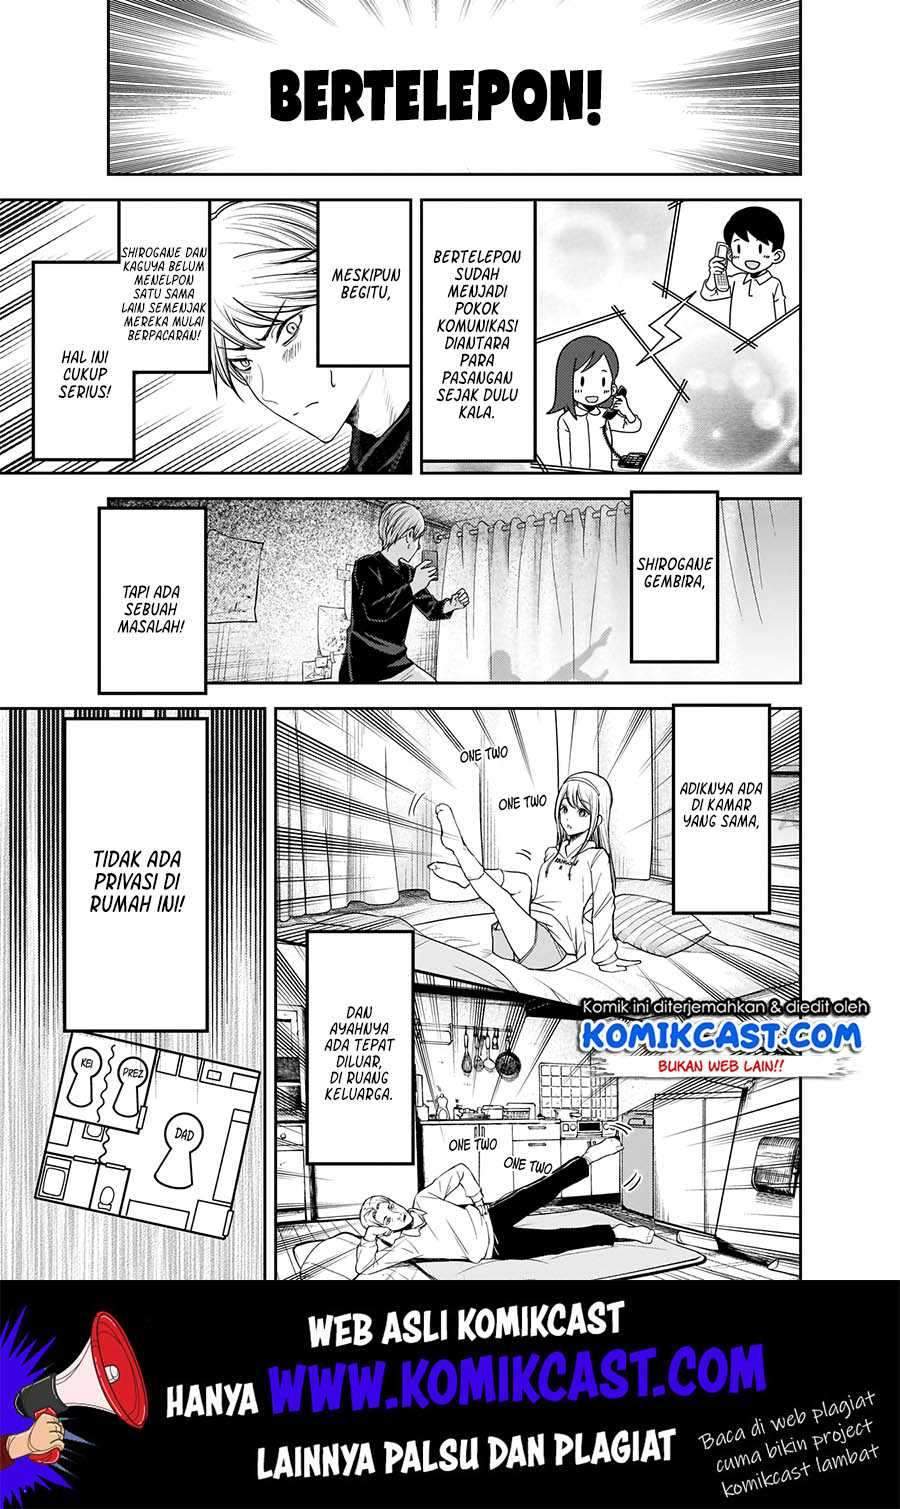 BERTELEPON!
BERTELEPON
SUDAH
MENJADI
POKOK
KOMUNIKASI
DIANTARA
PARA
PASANGAN
SEJAK DULU
KALA.
MESKIPUN
BEGITU,
SHIROGANE DAN
KAGUYA BELUM
MENELPON
SATU SAMA
LAIN SEMENJAK
MEREKA MULAI
BERPACARAN!
HAL INI
CUKUP
SERIUS!
SHIROGANE
GEMBIRA,
TAPI ADA
SEBUAH
MASALAH!
ADIKNYA ADA
DI KAMAR
YANG SAMA,
ONE TWO
ONE TWO
DAN
AYAHNYA
ADA TEPAT
DILUAR,
DI RUANG
KELUARGA.
ONE TWO
ONE TWO
TIDAK ADA
PRIVASI DI
RUMAH INI!
KEI
PREZ
DAD
Komik ini diterjemahkan & diedit oleh
KOMIKCAST.COM
BUKAN WEB LAIN!!
WEB ASLI KOMIKCAST
HANYA WWW.KOMIKCAST.COM
LAINNYA PALSU DAN PLAGIAT
Baca di web plagiat
cuma bikin project
komikcast lambat